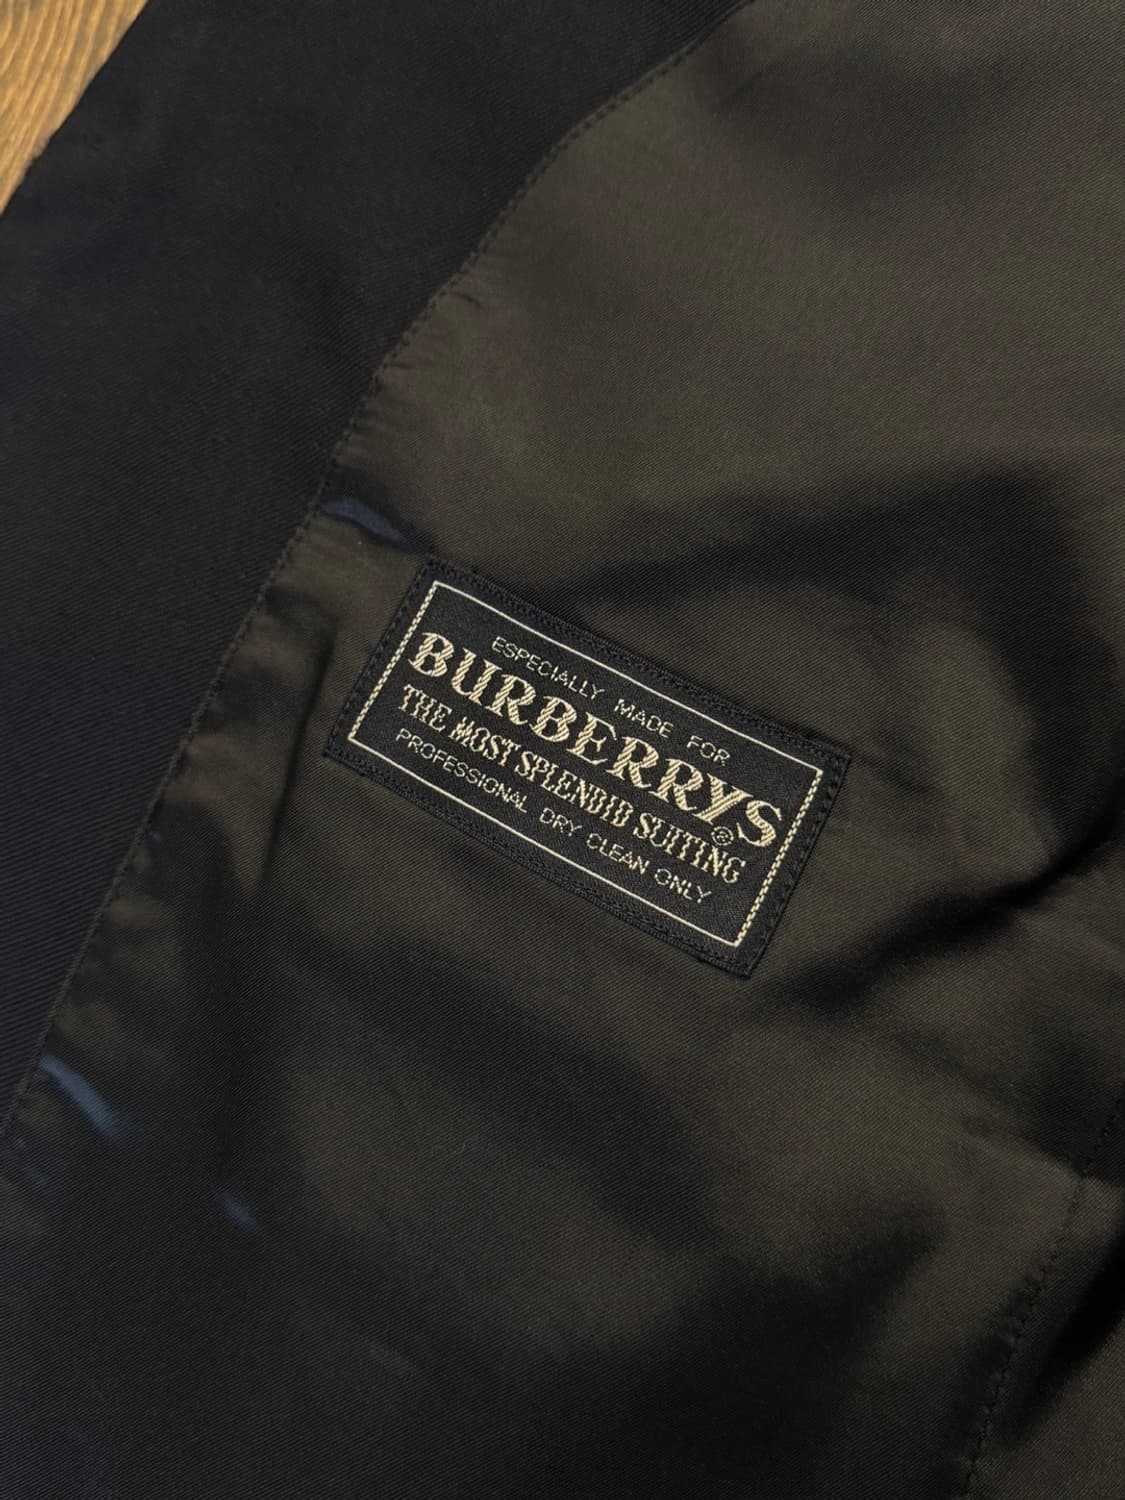 ESPECIALLY MADE FOR
BURBERRYS®
THE MOST SPLENDID SUITING
PROFESSIONAL DRY CLEAN ONLY